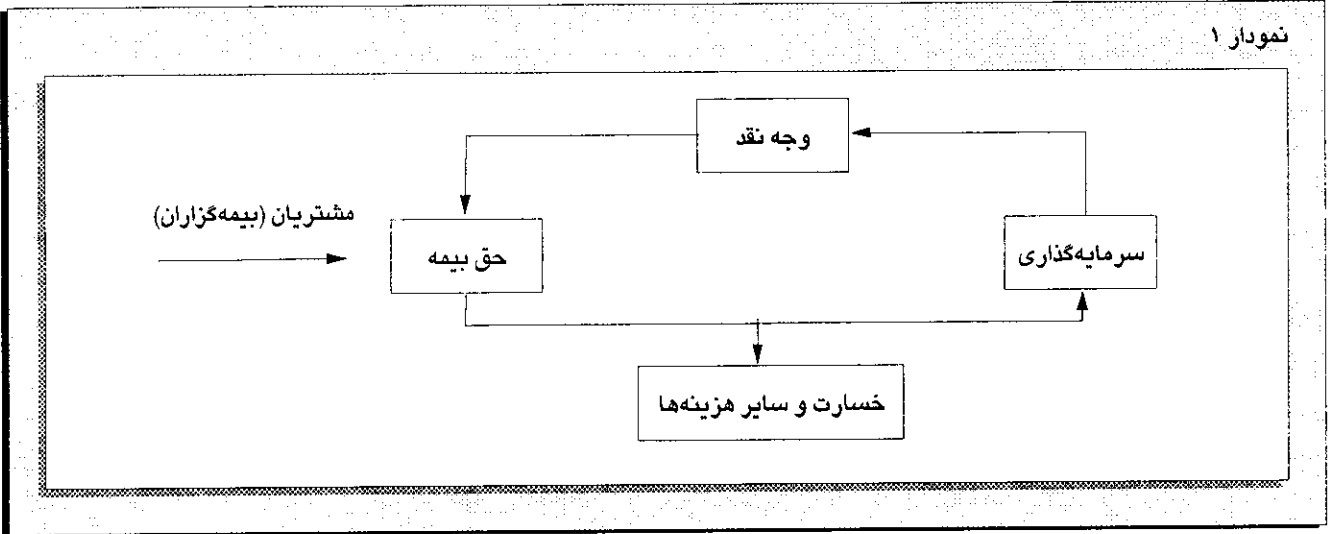 نمودار ۱
وجه نقد
مشتریان (بیمه‌گزاران)
حق بیمه
سرمایه‌گذاری
خسارت و سایر هزینه‌ها